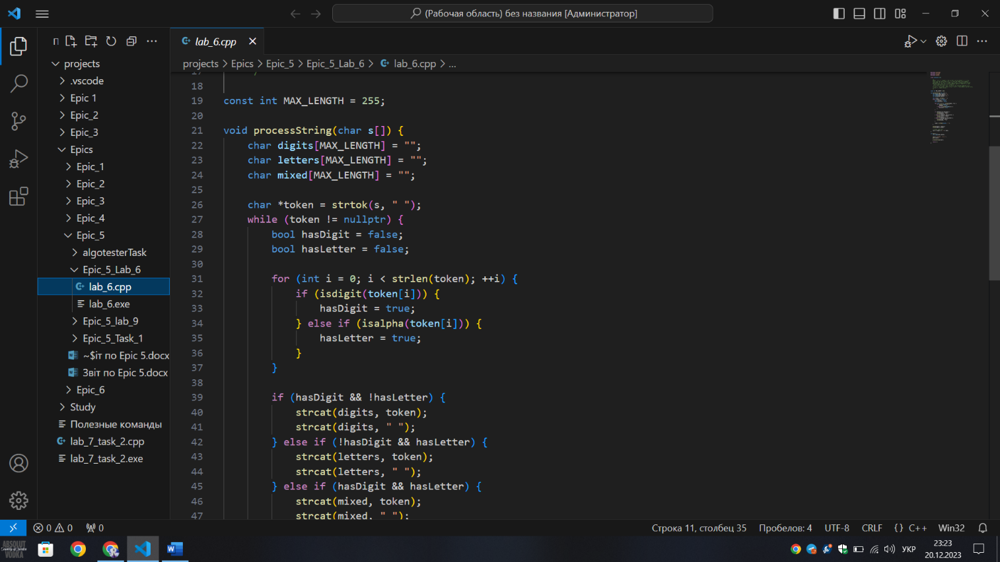 (Рабочая область) без названия [Администратор]
П
lab_6.cpp
projects > Epics > Epic_5 > Epic_5_Lab_6 > lab_6.cpp > ...
projects
.vscode
Epic 1
Epic_2
Epic_3
Epics
Epic_1
Epic_2
Epic_3
Epic_4
Epic_5
algotesterTask
Epic_5_Lab_6
lab_6.cpp
lab_6.exe
Epic_5_lab_9
Epic_5_Task_1
~$іт по Epic 5.docx
Звіт по Epic 5.docx
Epic_6
Study
Полезные команды
lab_7_task_2.cpp
lab_7_task_2.exe
18
19 const int MAX_LENGTH = 255;
20
21 void processString(char s[]) {
22 char digits[MAX_LENGTH] = "";
23 char letters[MAX_LENGTH] = "";
24 char mixed[MAX_LENGTH] = "";
25
26 char *token = strtok(s, " ");
27 while (token != nullptr) {
28 bool hasDigit = false;
29 bool hasLetter = false;
30
31 for (int i = 0; i < strlen(token); ++i) {
32 if (isdigit(token[i])) {
33 hasDigit = true;
34 } else if (isalpha(token[i])) {
35 hasLetter = true;
36 }
37 }
38
39 if (hasDigit && !hasLetter) {
40 strcat(digits, token);
41 strcat(digits, " ");
42 } else if (!hasDigit && hasLetter) {
43 strcat(letters, token);
44 strcat(letters, " ");
45 } else if (hasDigit && hasLetter) {
46 strcat(mixed, token);
47 strcat(mixed, " ");
0 0 0 Строка 11, столбец 35 Пробелов: 4 UTF-8 CRLF {} C++ Win32
ABSOLUT
Country of Sweden
VODKA
УКР
23:23
20.12.2023